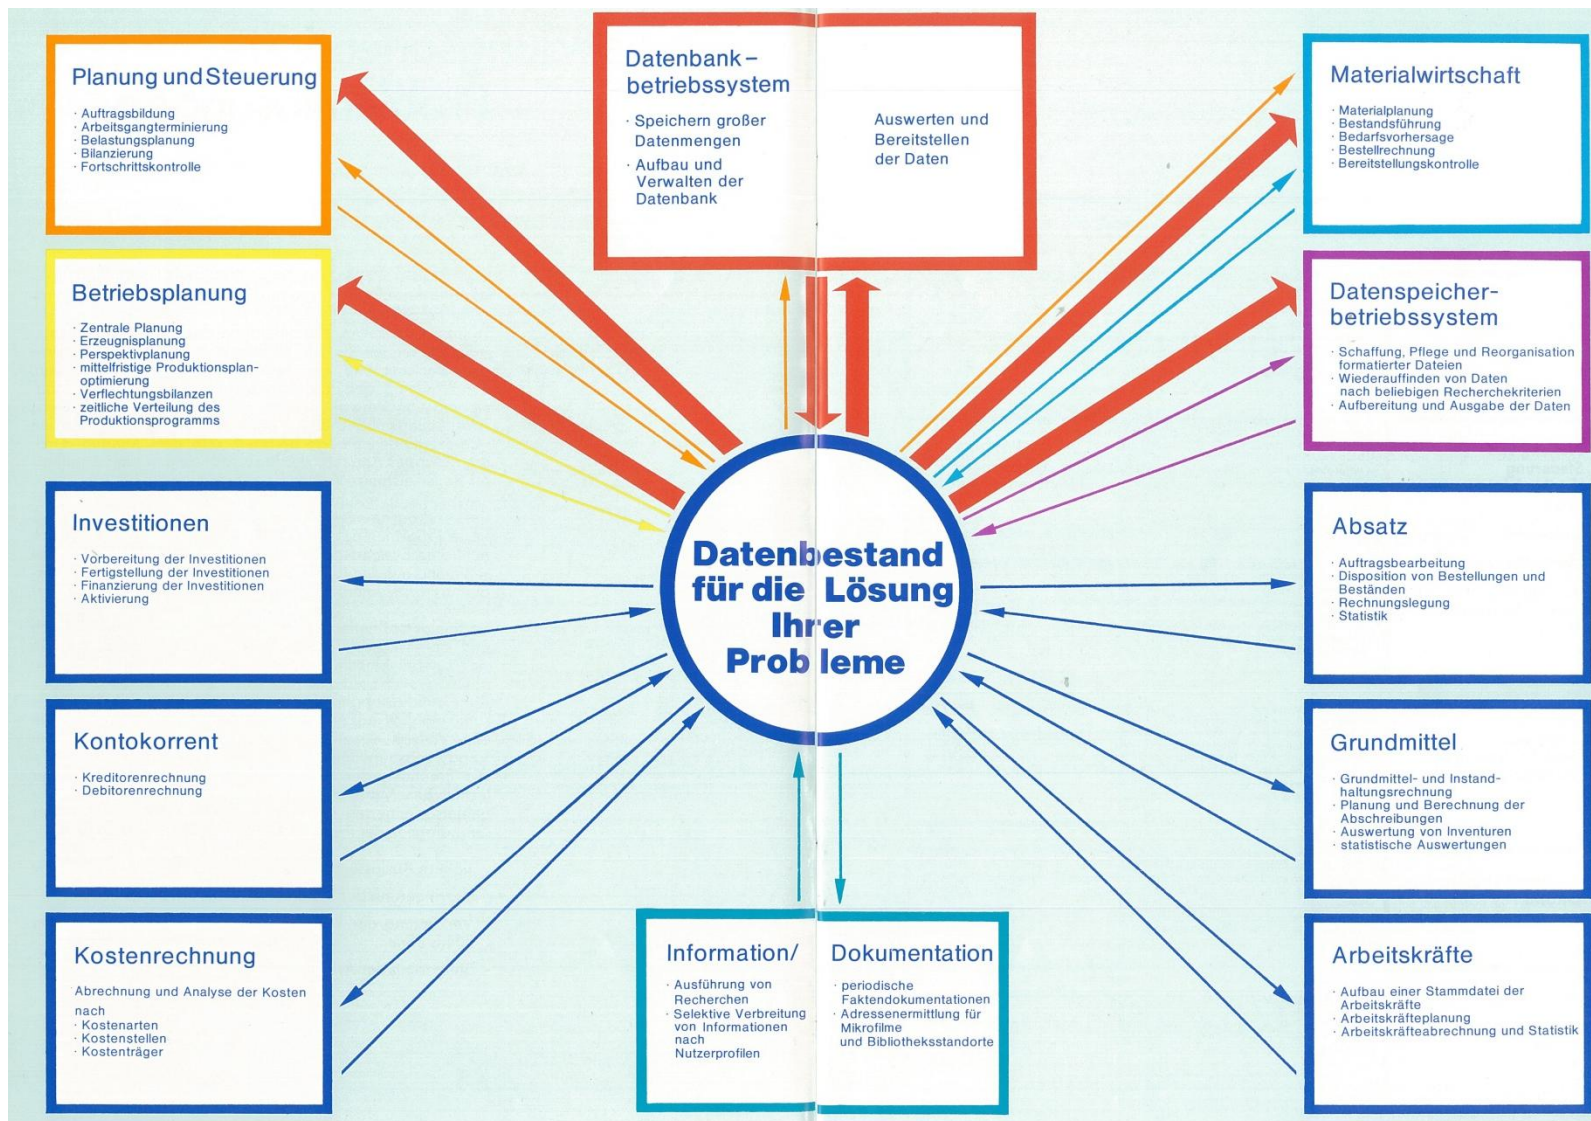 Planung und Steuerung
· Auftragsbildung
· Arbeitsgangterminierung
· Belastungsplanung
· Bilanzierung
· Fortschrittskontrolle
Betriebsplanung
· Zentrale Planung
· Erzeugnisplanung
· Perspektivplanung
· mittelfristige Produktionsplan-
optimierung
· Verflechtungsbilanzen
· zeitliche Verteilung des
Produktionsprogramms
Investitionen
· Vorbereitung der Investitionen
· Fertigstellung der Investitionen
· Finanzierung der Investitionen
· Aktivierung
Kontokorrent
· Kreditorenrechnung
· Debitorenrechnung
Kostenrechnung
Abrechnung und Analyse der Kosten
nach
· Kostenarten
· Kostenstellen
· Kostenträger
Datenbank–
betriebssystem
· Speichern großer
Datenmengen
· Aufbau und
Verwalten der
Datenbank
Auswerten und
Bereitstellen
der Daten
Datenbestand
für die Lösung
Ihrer
Probleme
Information/
· Ausführung von
Recherchen
· Selektive Verbreitung
von Informationen
nach
Nutzerprofilen
Dokumentation
· periodische
Faktendokumentationen
· Adressenermittlung für
Mikrofilme
und Bibliotheksstandorte
Materialwirtschaft
· Materialplanung
· Bestandsführung
· Bedarfsvorhersage
· Bestellrechnung
· Bereitstellungskontrolle
Datenspeicher-
betriebssystem
· Schaffung, Pflege und Reorganisation
formatierter Dateien
· Wiederauffinden von Daten
nach beliebigen Recherchekriterien
· Aufbereitung und Ausgabe der Daten
Absatz
· Auftragsbearbeitung
· Disposition von Bestellungen und
Beständen
· Rechnungslegung
· Statistik
Grundmittel
· Grundmittel- und Instand-
haltungsrechnung
· Planung und Berechnung der
Abschreibungen
· Auswertung von Inventuren
· statistische Auswertungen
Arbeitskräfte
· Aufbau einer Stammdatei der
Arbeitskräfte
· Arbeitskräfteplanung
· Arbeitskräfteabrechnung und Statistik